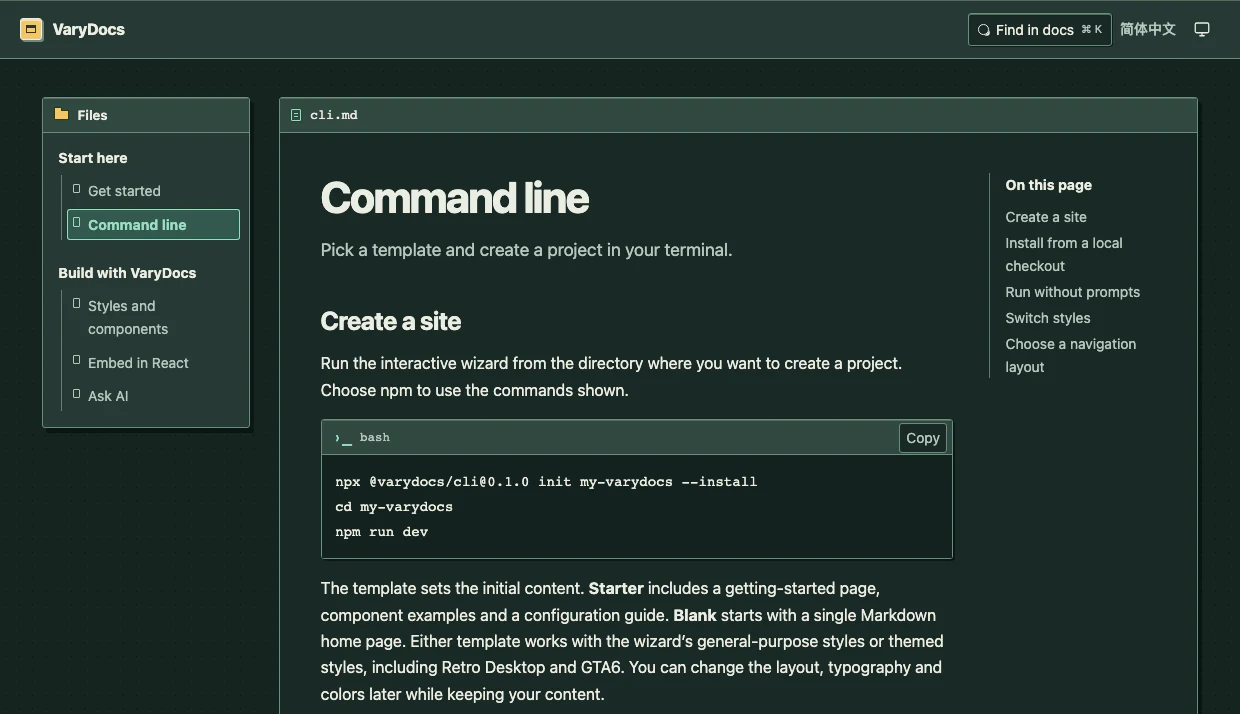 VaryDocs
Find in docs ⌘ K
简体中文
Files
Start here
Get started
Command line
Build with VaryDocs
Styles and
components
Embed in React
Ask AI
cli.md
Command line
Pick a template and create a project in your terminal.
Create a site
Run the interactive wizard from the directory where you want to create a project.
Choose npm to use the commands shown.
›_ bash
Copy
npx @varydocs/cli@0.1.0 init my-varydocs --install
cd my-varydocs
npm run dev
The template sets the initial content. Starter includes a getting-started page,
component examples and a configuration guide. Blank starts with a single Markdown
home page. Either template works with the wizard’s general-purpose styles or themed
styles, including Retro Desktop and GTA6. You can change the layout, typography and
colors later while keeping your content.
On this page
Create a site
Install from a local
checkout
Run without prompts
Switch styles
Choose a navigation
layout